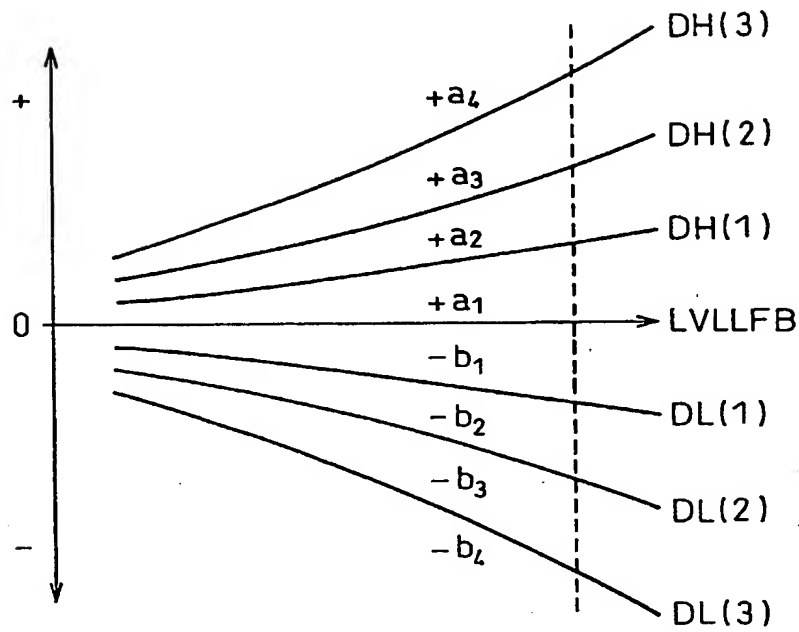 DH(3)
+
+a₄
DH(2)
+a₃
+a₂
DH(1)
+a₁
0
LVLLFB
-b₁
-b₂
DL(1)
-b₃
DL(2)
-
-b₄
DL(3)